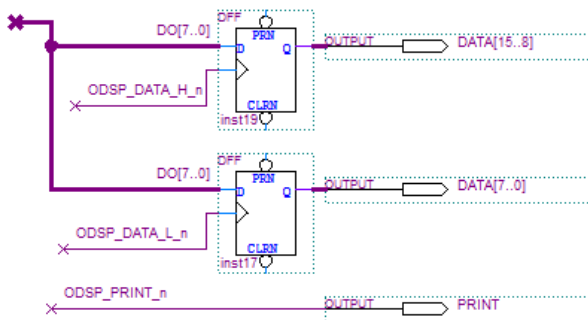 OFF
DO[7..0]
PRN
D
Q
OUTPUT
DATA[15..8]
ODSP_DATA_H_n
CLRN
inst19
OFF
DO[7..0]
PRN
D
Q
OUTPUT
DATA[7..0]
ODSP_DATA_L_n
CLRN
inst17
ODSP_PRINT_n
OUTPUT
PRINT